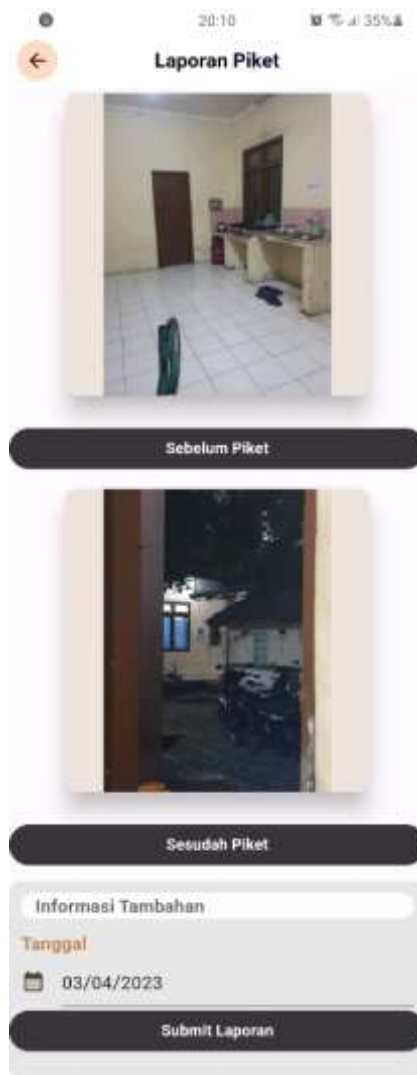 20:10
35%
Laporan Piket
Sebelum Piket
Sesudah Piket
Informasi Tambahan
Tanggal
03/04/2023
Submit Laporan